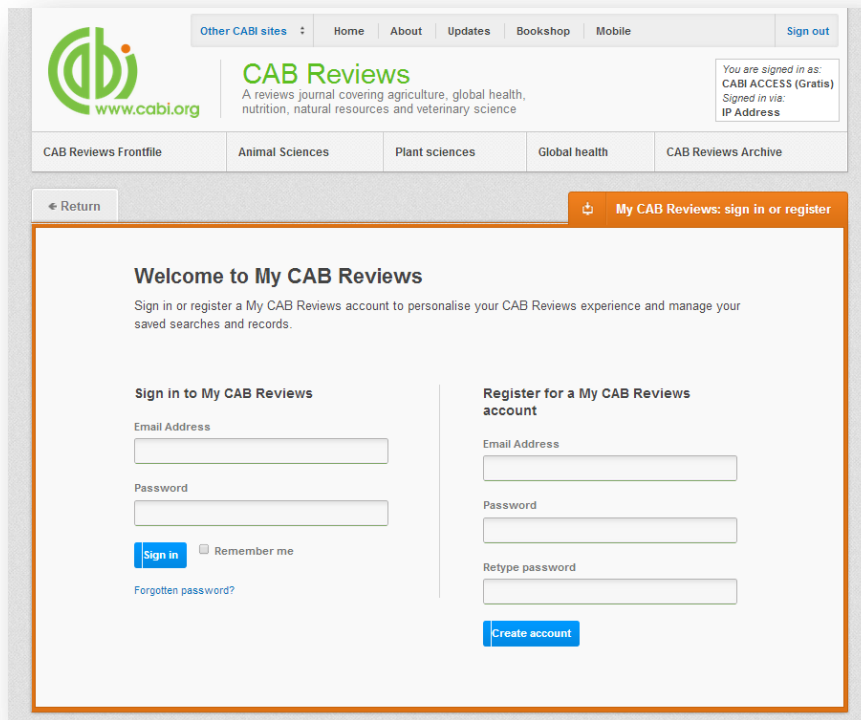 Other CABI sites
Home
About
Updates
Bookshop
Mobile
Sign out
www.cabi.org
CAB Reviews
A reviews journal covering agriculture, global health,
nutrition, natural resources and veterinary science
You are signed in as:
CABI ACCESS (Gratis)
Signed in via:
IP Address
CAB Reviews Frontfile
Animal Sciences
Plant sciences
Global health
CAB Reviews Archive
Return
My CAB Reviews: sign in or register
Welcome to My CAB Reviews
Sign in or register a My CAB Reviews account to personalise your CAB Reviews experience and manage your
saved searches and records.
Sign in to My CAB Reviews
Email Address
Password
Sign in
Remember me
Forgotten password?
Register for a My CAB Reviews
account
Email Address
Password
Retype password
Create account